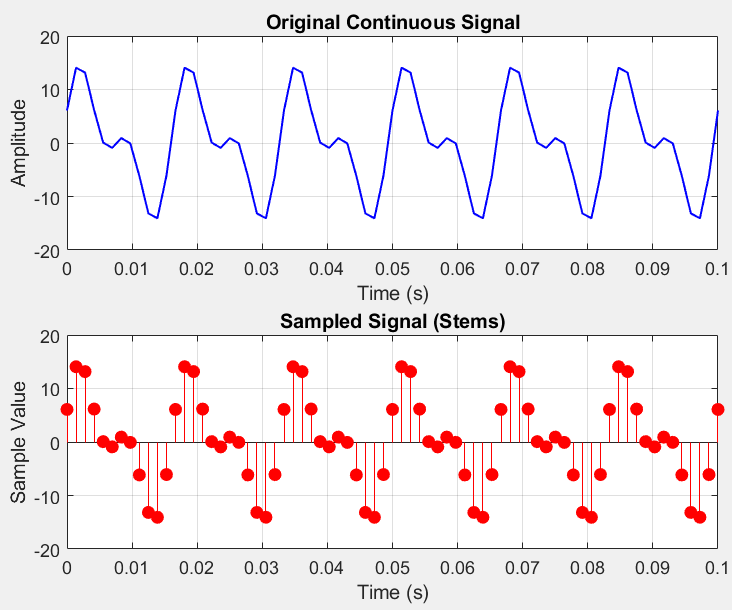 Original Continuous Signal
20
10
0
-10
-20
Amplitude
0 0.01 0.02 0.03 0.04 0.05 0.06 0.07 0.08 0.09 0.1
Time (s)
Sampled Signal (Stems)
20
10
0
-10
-20
Sample Value
0 0.01 0.02 0.03 0.04 0.05 0.06 0.07 0.08 0.09 0.1
Time (s)